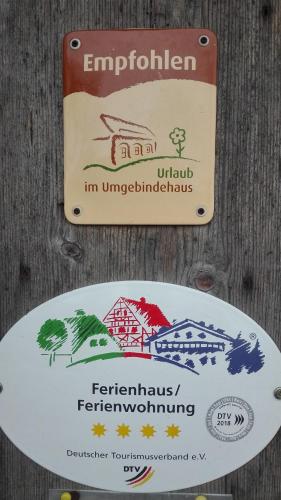 Empfohlen
Urlaub
im Umgebindehaus
®
Ferienhaus/
Ferienwohnung
DTV
2018
Deutscher Tourismusverband e.V.
DTV